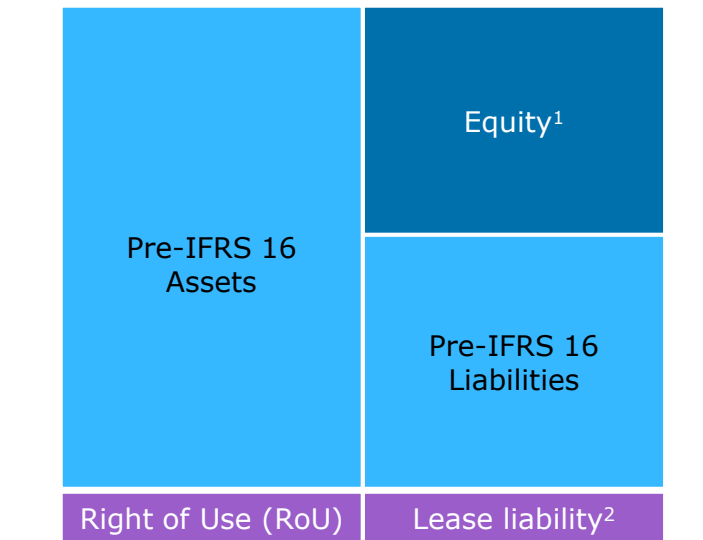 Equity¹
Pre-IFRS 16
Assets
Pre-IFRS 16
Liabilities
Right of Use (RoU)
Lease liability²